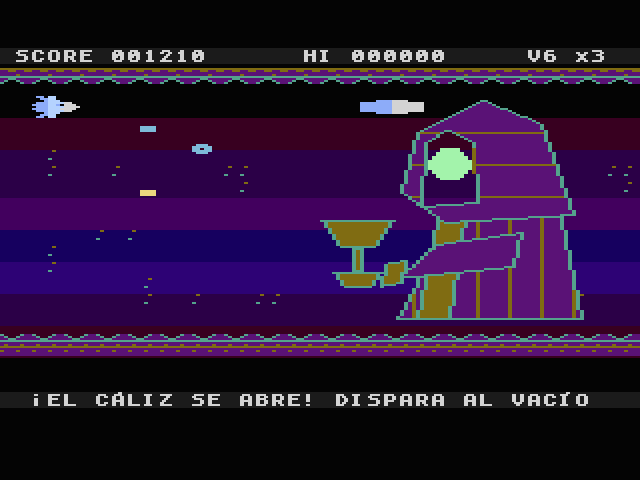 SCORE 001210 HI 000000 V6 x3
¡EL CÁLIZ SE ABRE! DISPARA AL VACÍO